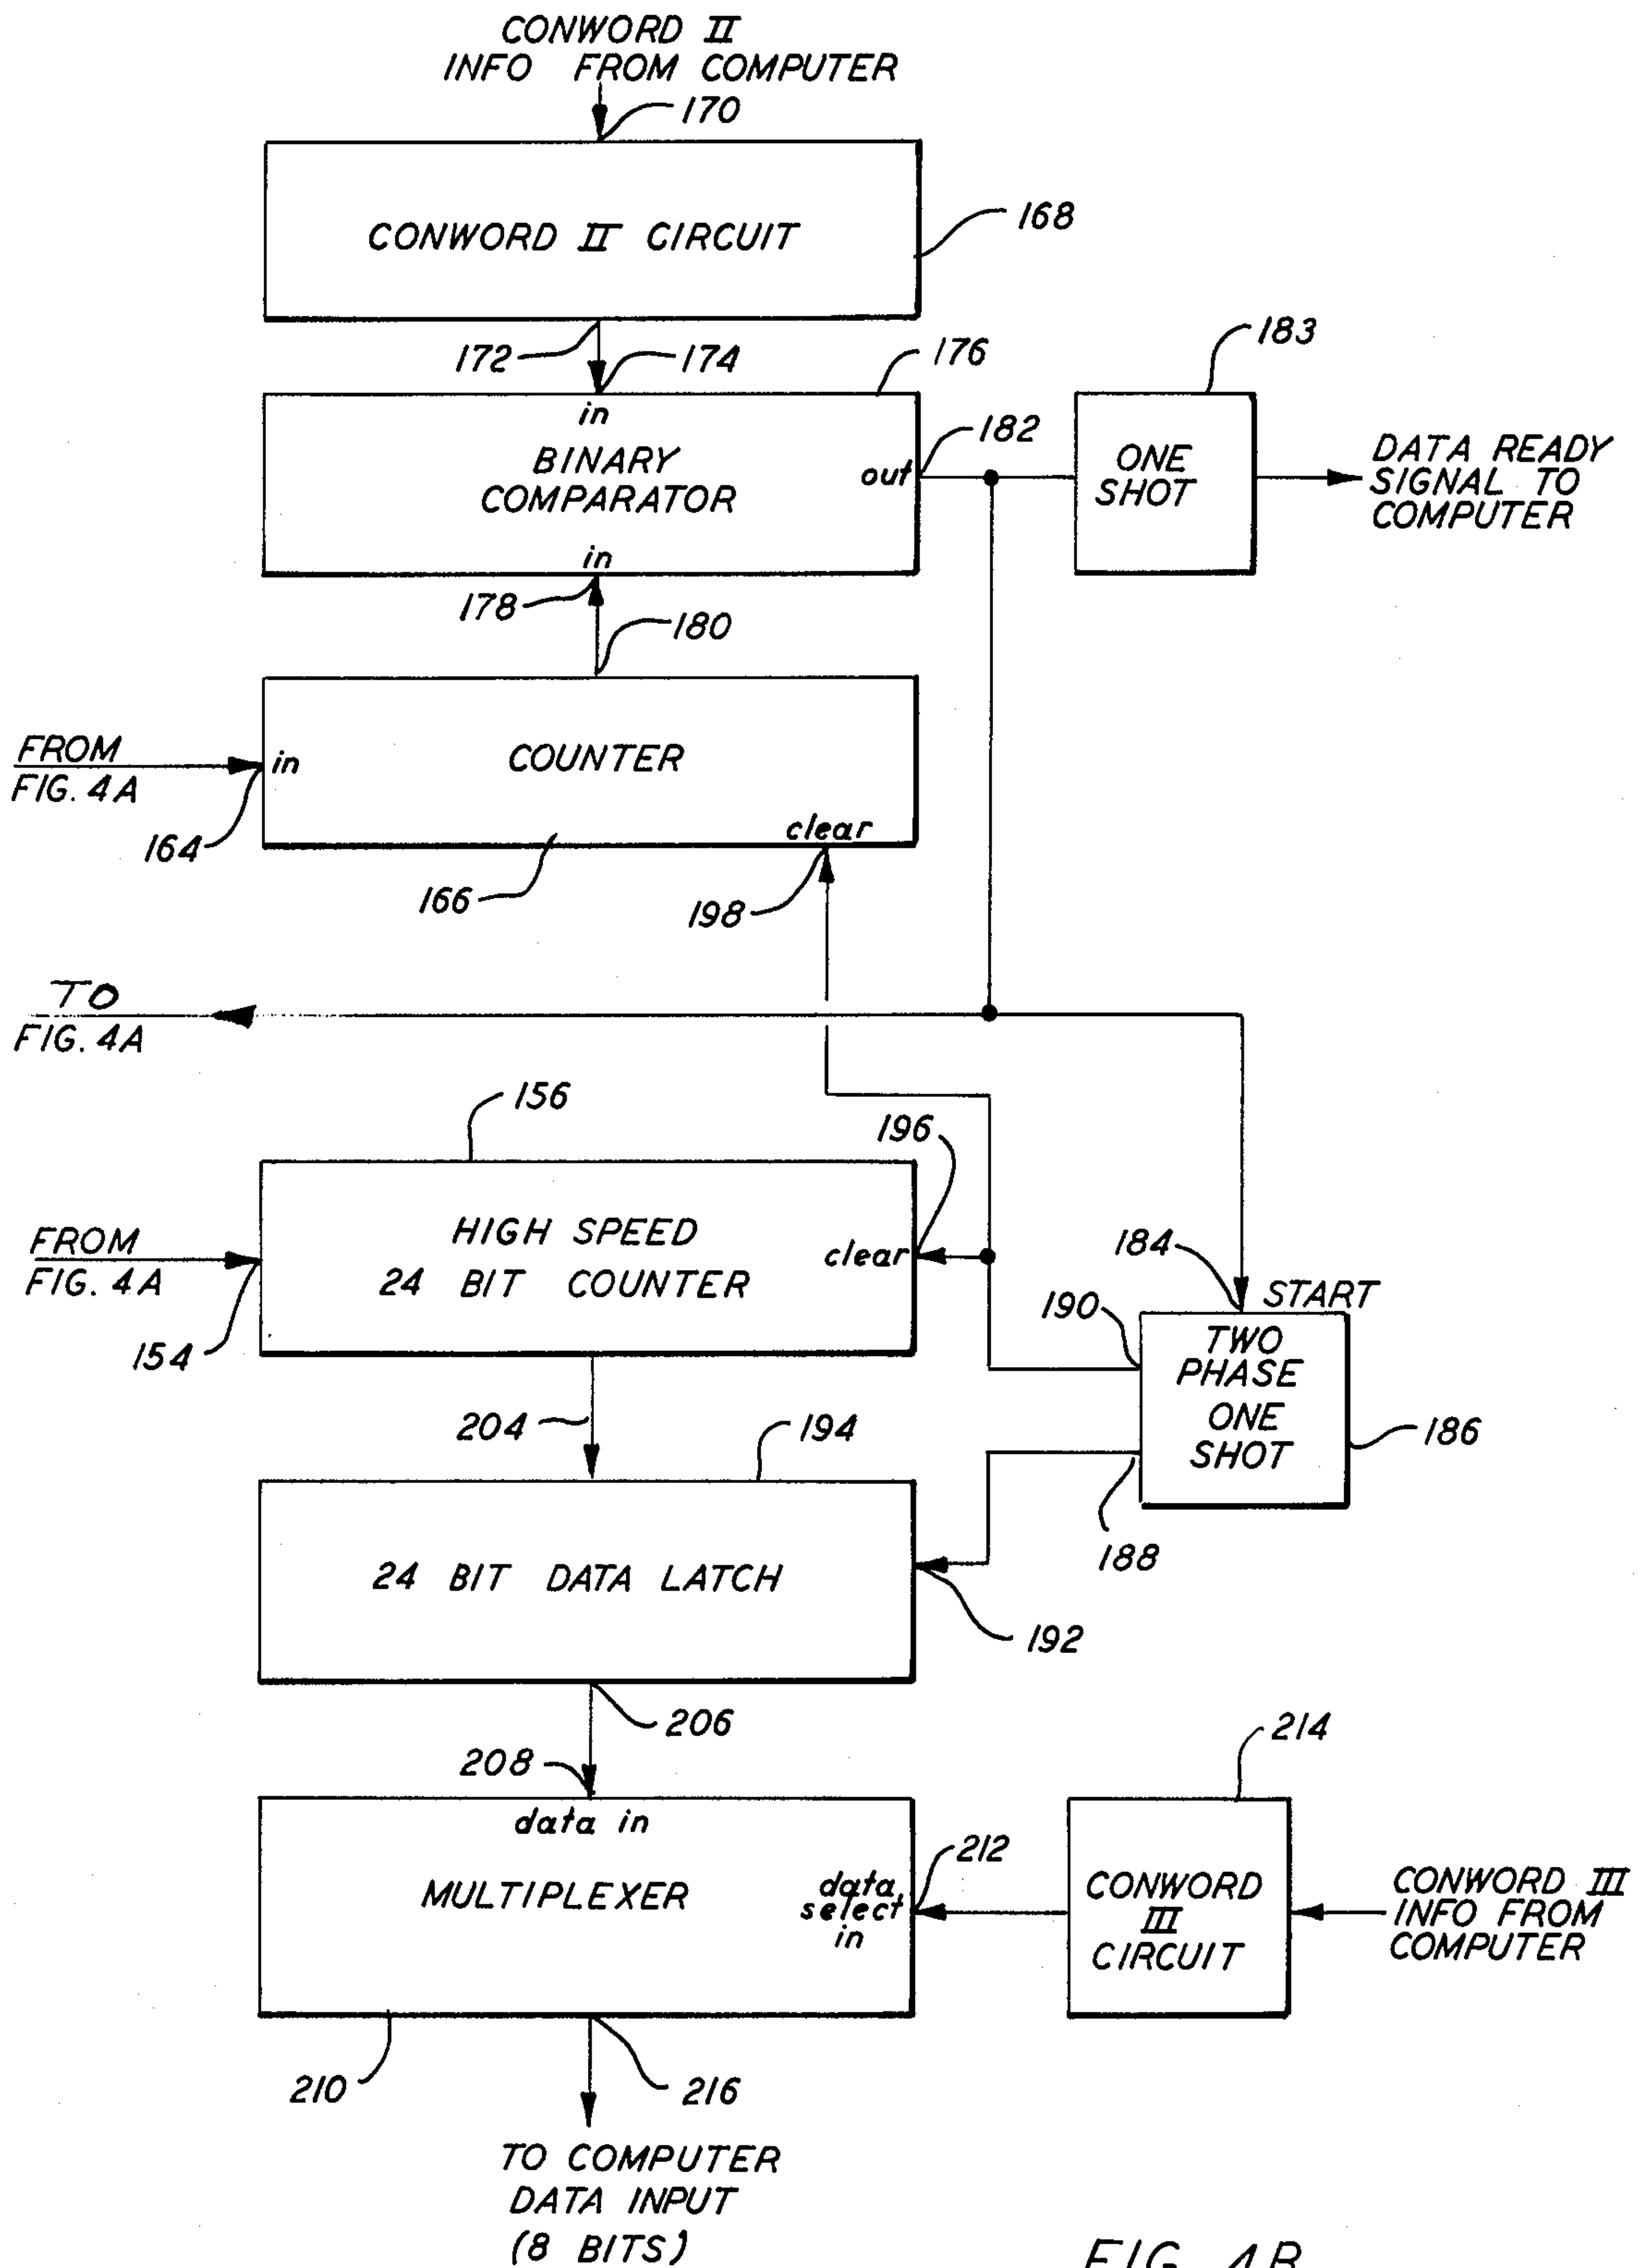 CONWORD II
INFO FROM COMPUTER
170
CONWORD II CIRCUIT
168
172
174
176
183
in
BINARY
COMPARATOR
out
182
ONE
SHOT
DATA READY
SIGNAL TO
COMPUTER
in
178
180
FROM
FIG. 4A
in
COUNTER
164
clear
166
198
TO
FIG. 4A
156
196
HIGH SPEED
24 BIT COUNTER
clear
FROM
FIG. 4A
154
184
START
190
TWO
PHASE
ONE
SHOT
186
204
194
188
24 BIT DATA LATCH
192
206
208
214
data in
MULTIPLEXER
data
select
in
212
CONWORD
III
CIRCUIT
CONWORD III
INFO FROM
COMPUTER
210
216
TO COMPUTER
DATA INPUT
(8 BITS)
FIG. 4B